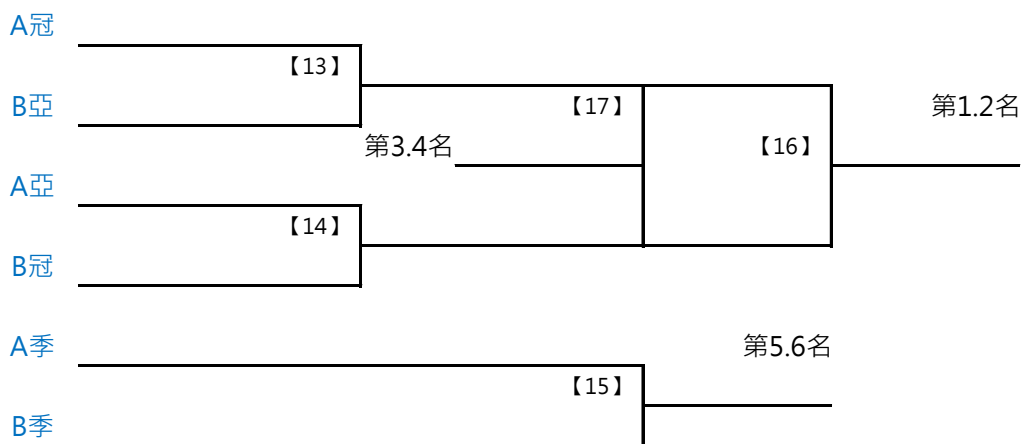 A冠
【13】
B亞
【17】
第1.2名
第3.4名
【16】
A亞
【14】
B冠
A季
第5.6名
【15】
B季